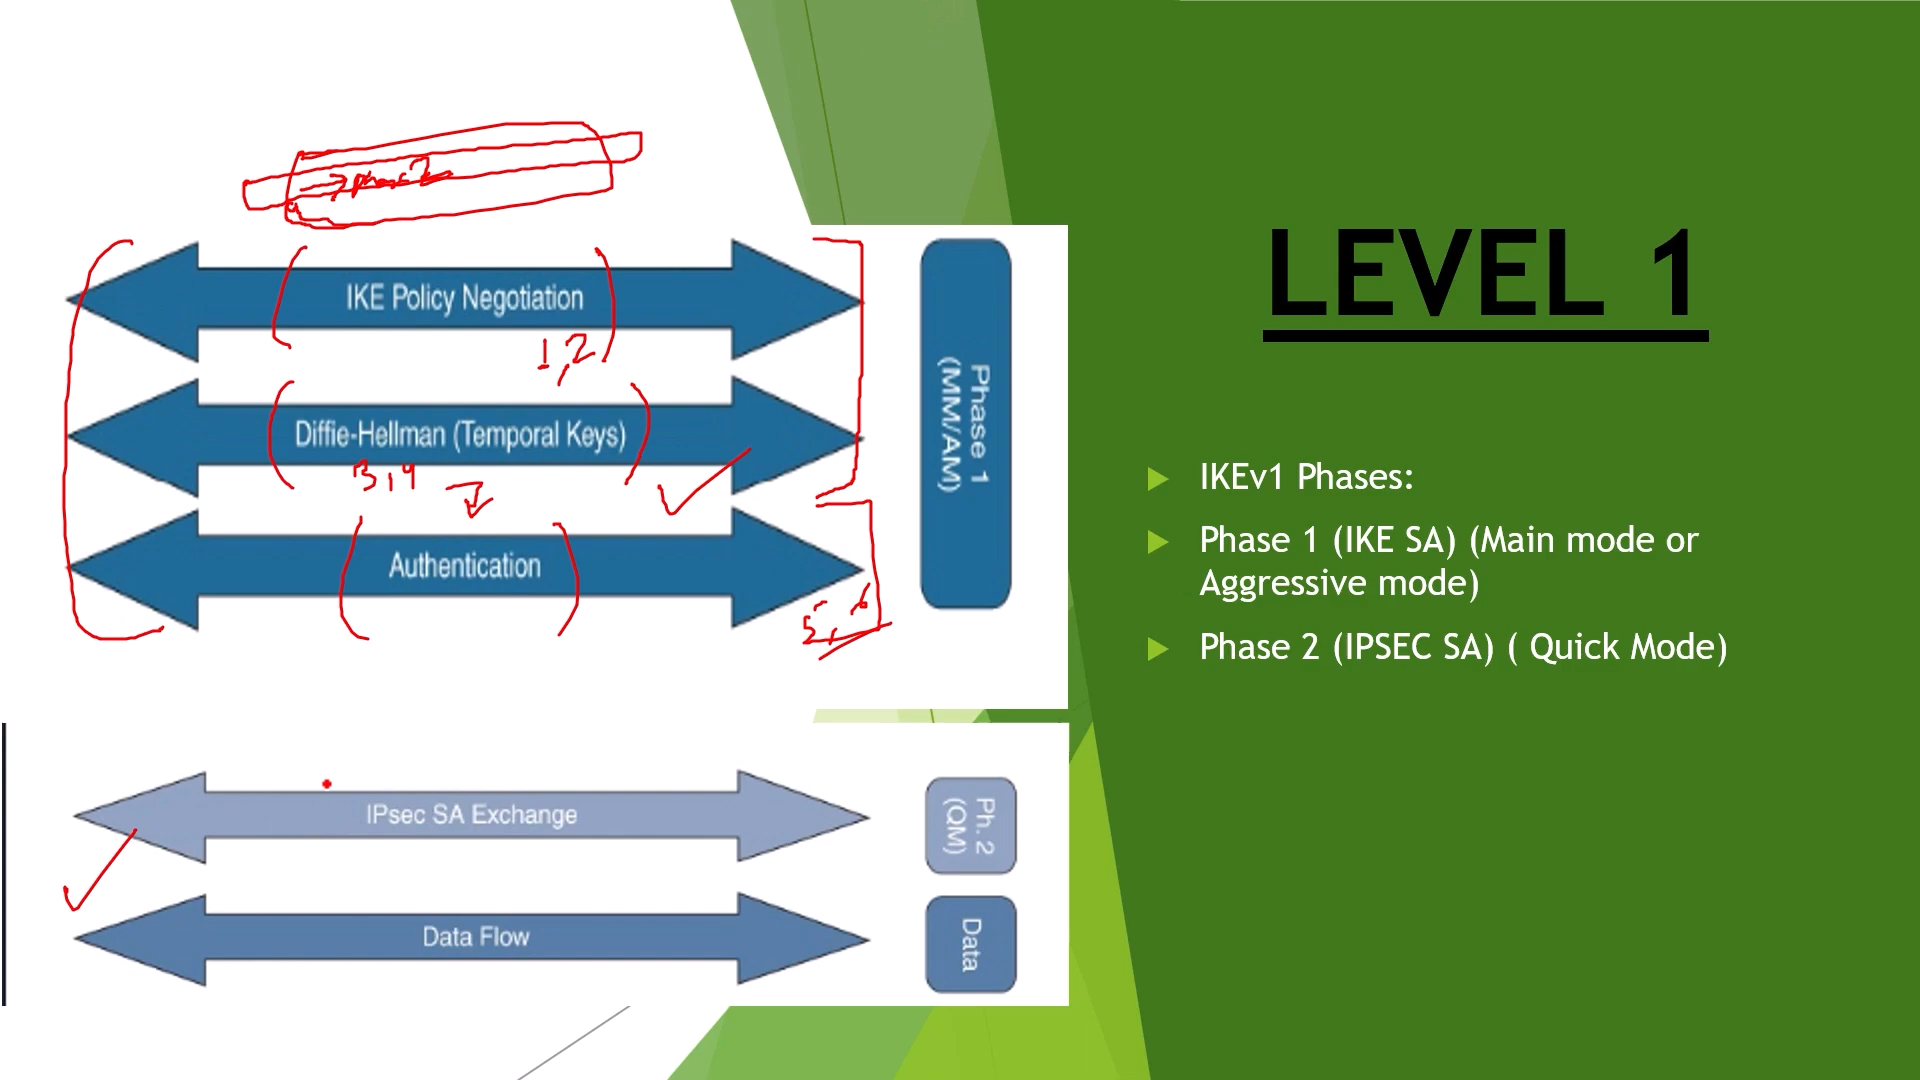 phase 2
IKE Policy Negotiation
1,2
Diffie-Hellman (Temporal Keys)
3,4
Authentication
5, 6
Phase 1
(MM/AM)
IPsec SA Exchange
Ph. 2
(QM)
Data Flow
Data
LEVEL 1
IKEv1 Phases:
Phase 1 (IKE SA) (Main mode or
Aggressive mode)
Phase 2 (IPSEC SA) ( Quick Mode)